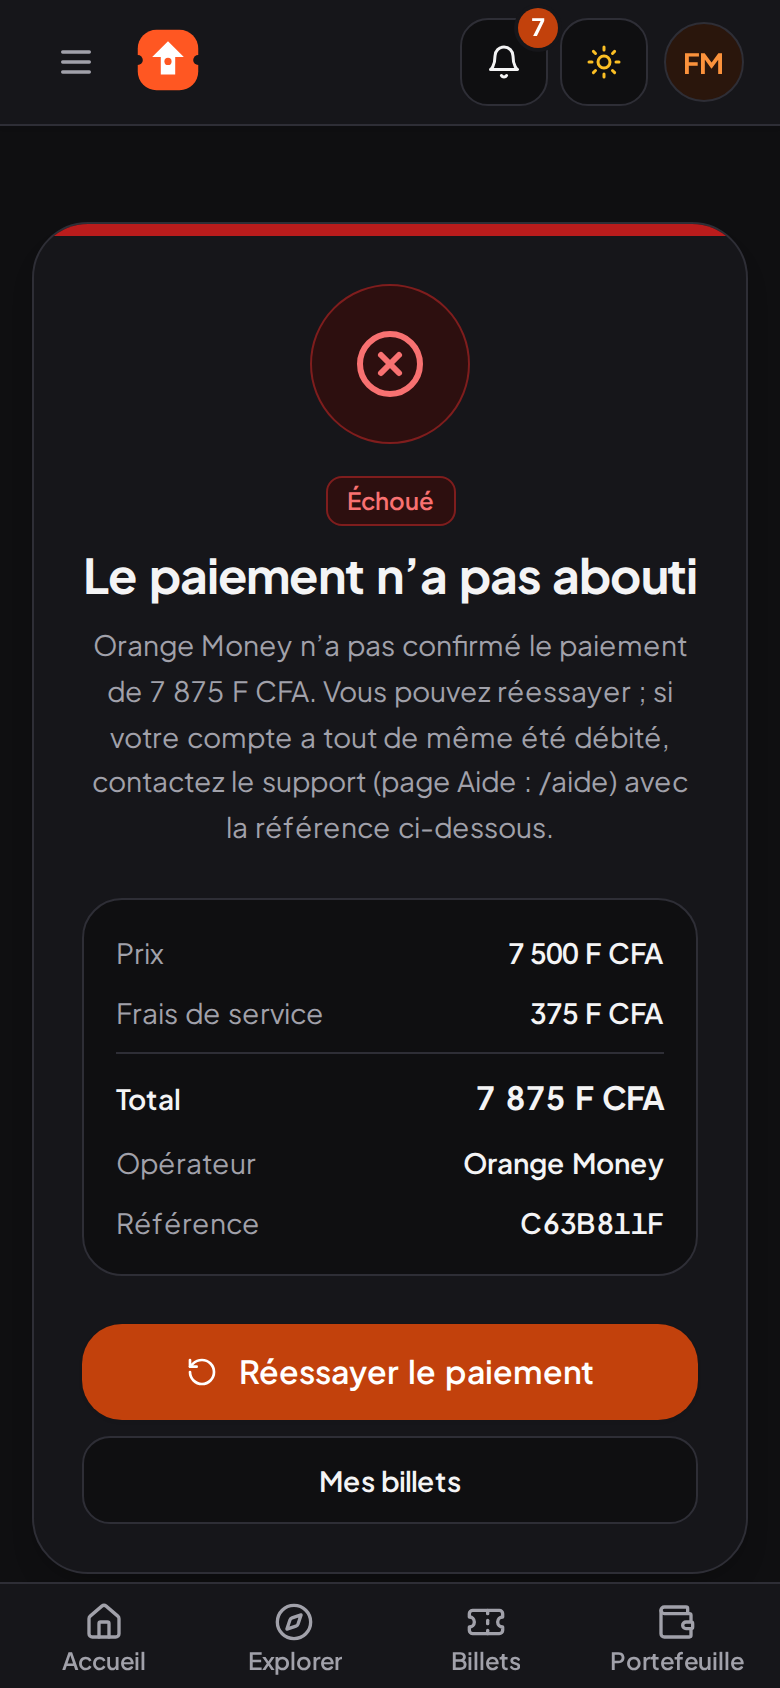 7
FM
Échoué
Le paiement n’a pas abouti
Orange Money n’a pas confirmé le paiement
de 7 875 F CFA. Vous pouvez réessayer ; si
votre compte a tout de même été débité,
contactez le support (page Aide : /aide) avec
la référence ci-dessous.
Prix 7 500 F CFA
Frais de service 375 F CFA
Total 7 875 F CFA
Opérateur Orange Money
Référence C63B811F
Réessayer le paiement
Mes billets
Accueil Explorer Billets Portefeuille